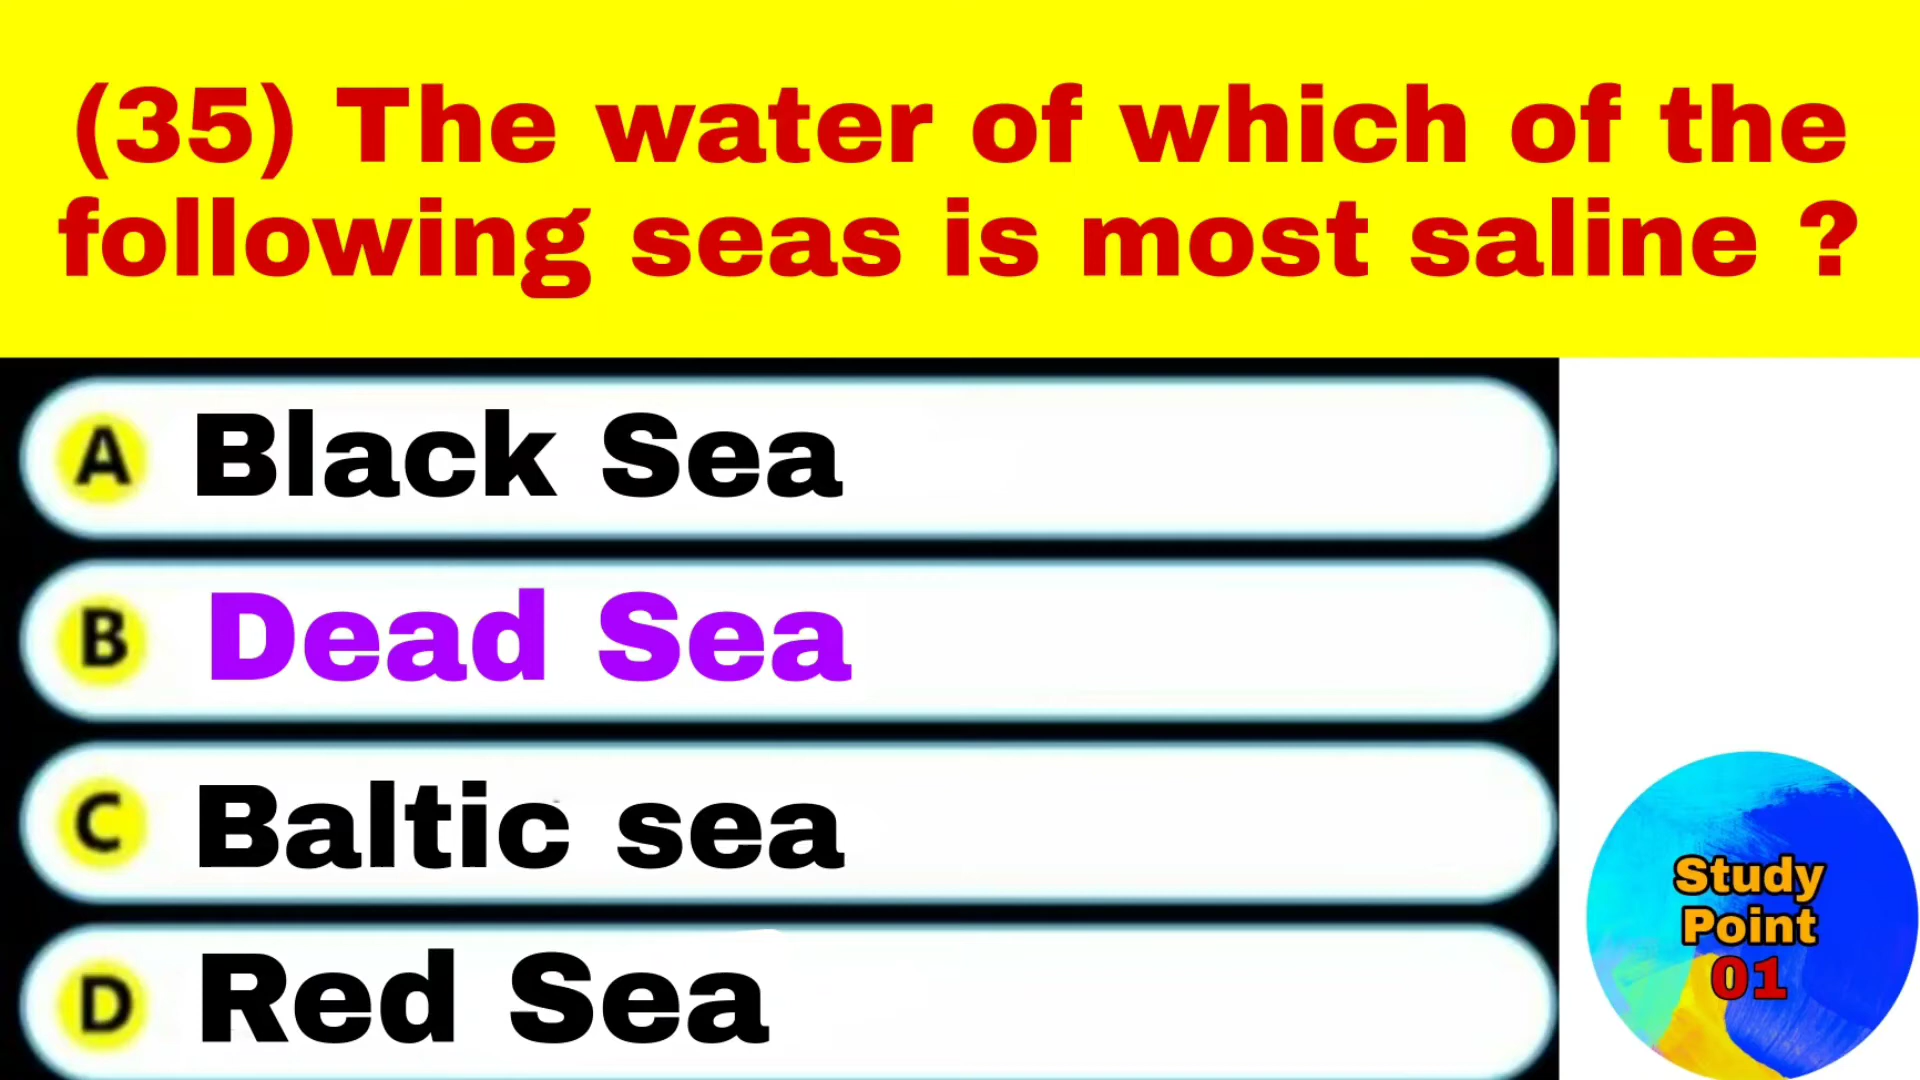 (35) The water of which of the
following seas is most saline ?
A Black Sea
B Dead Sea
C Baltic sea
D Red Sea
Study
Point
01